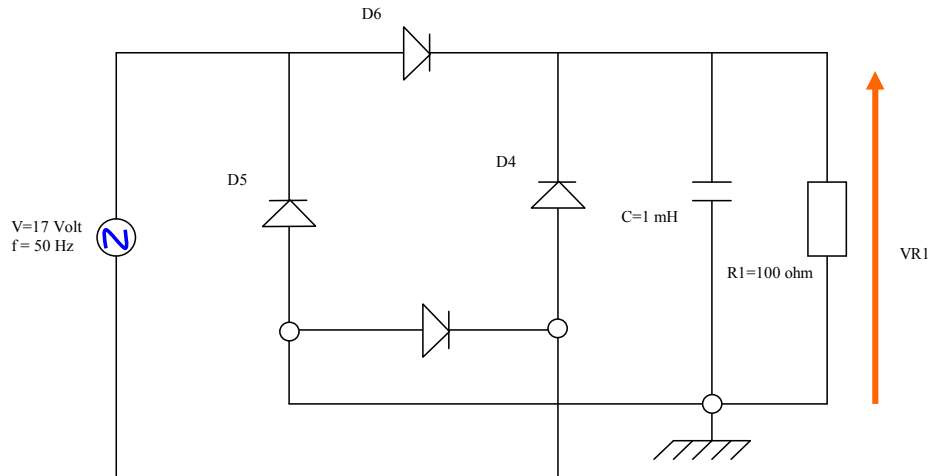 D6
D4
D5
V=17 Volt
f = 50 Hz
C=1 mH
VR1
R1=100 ohm